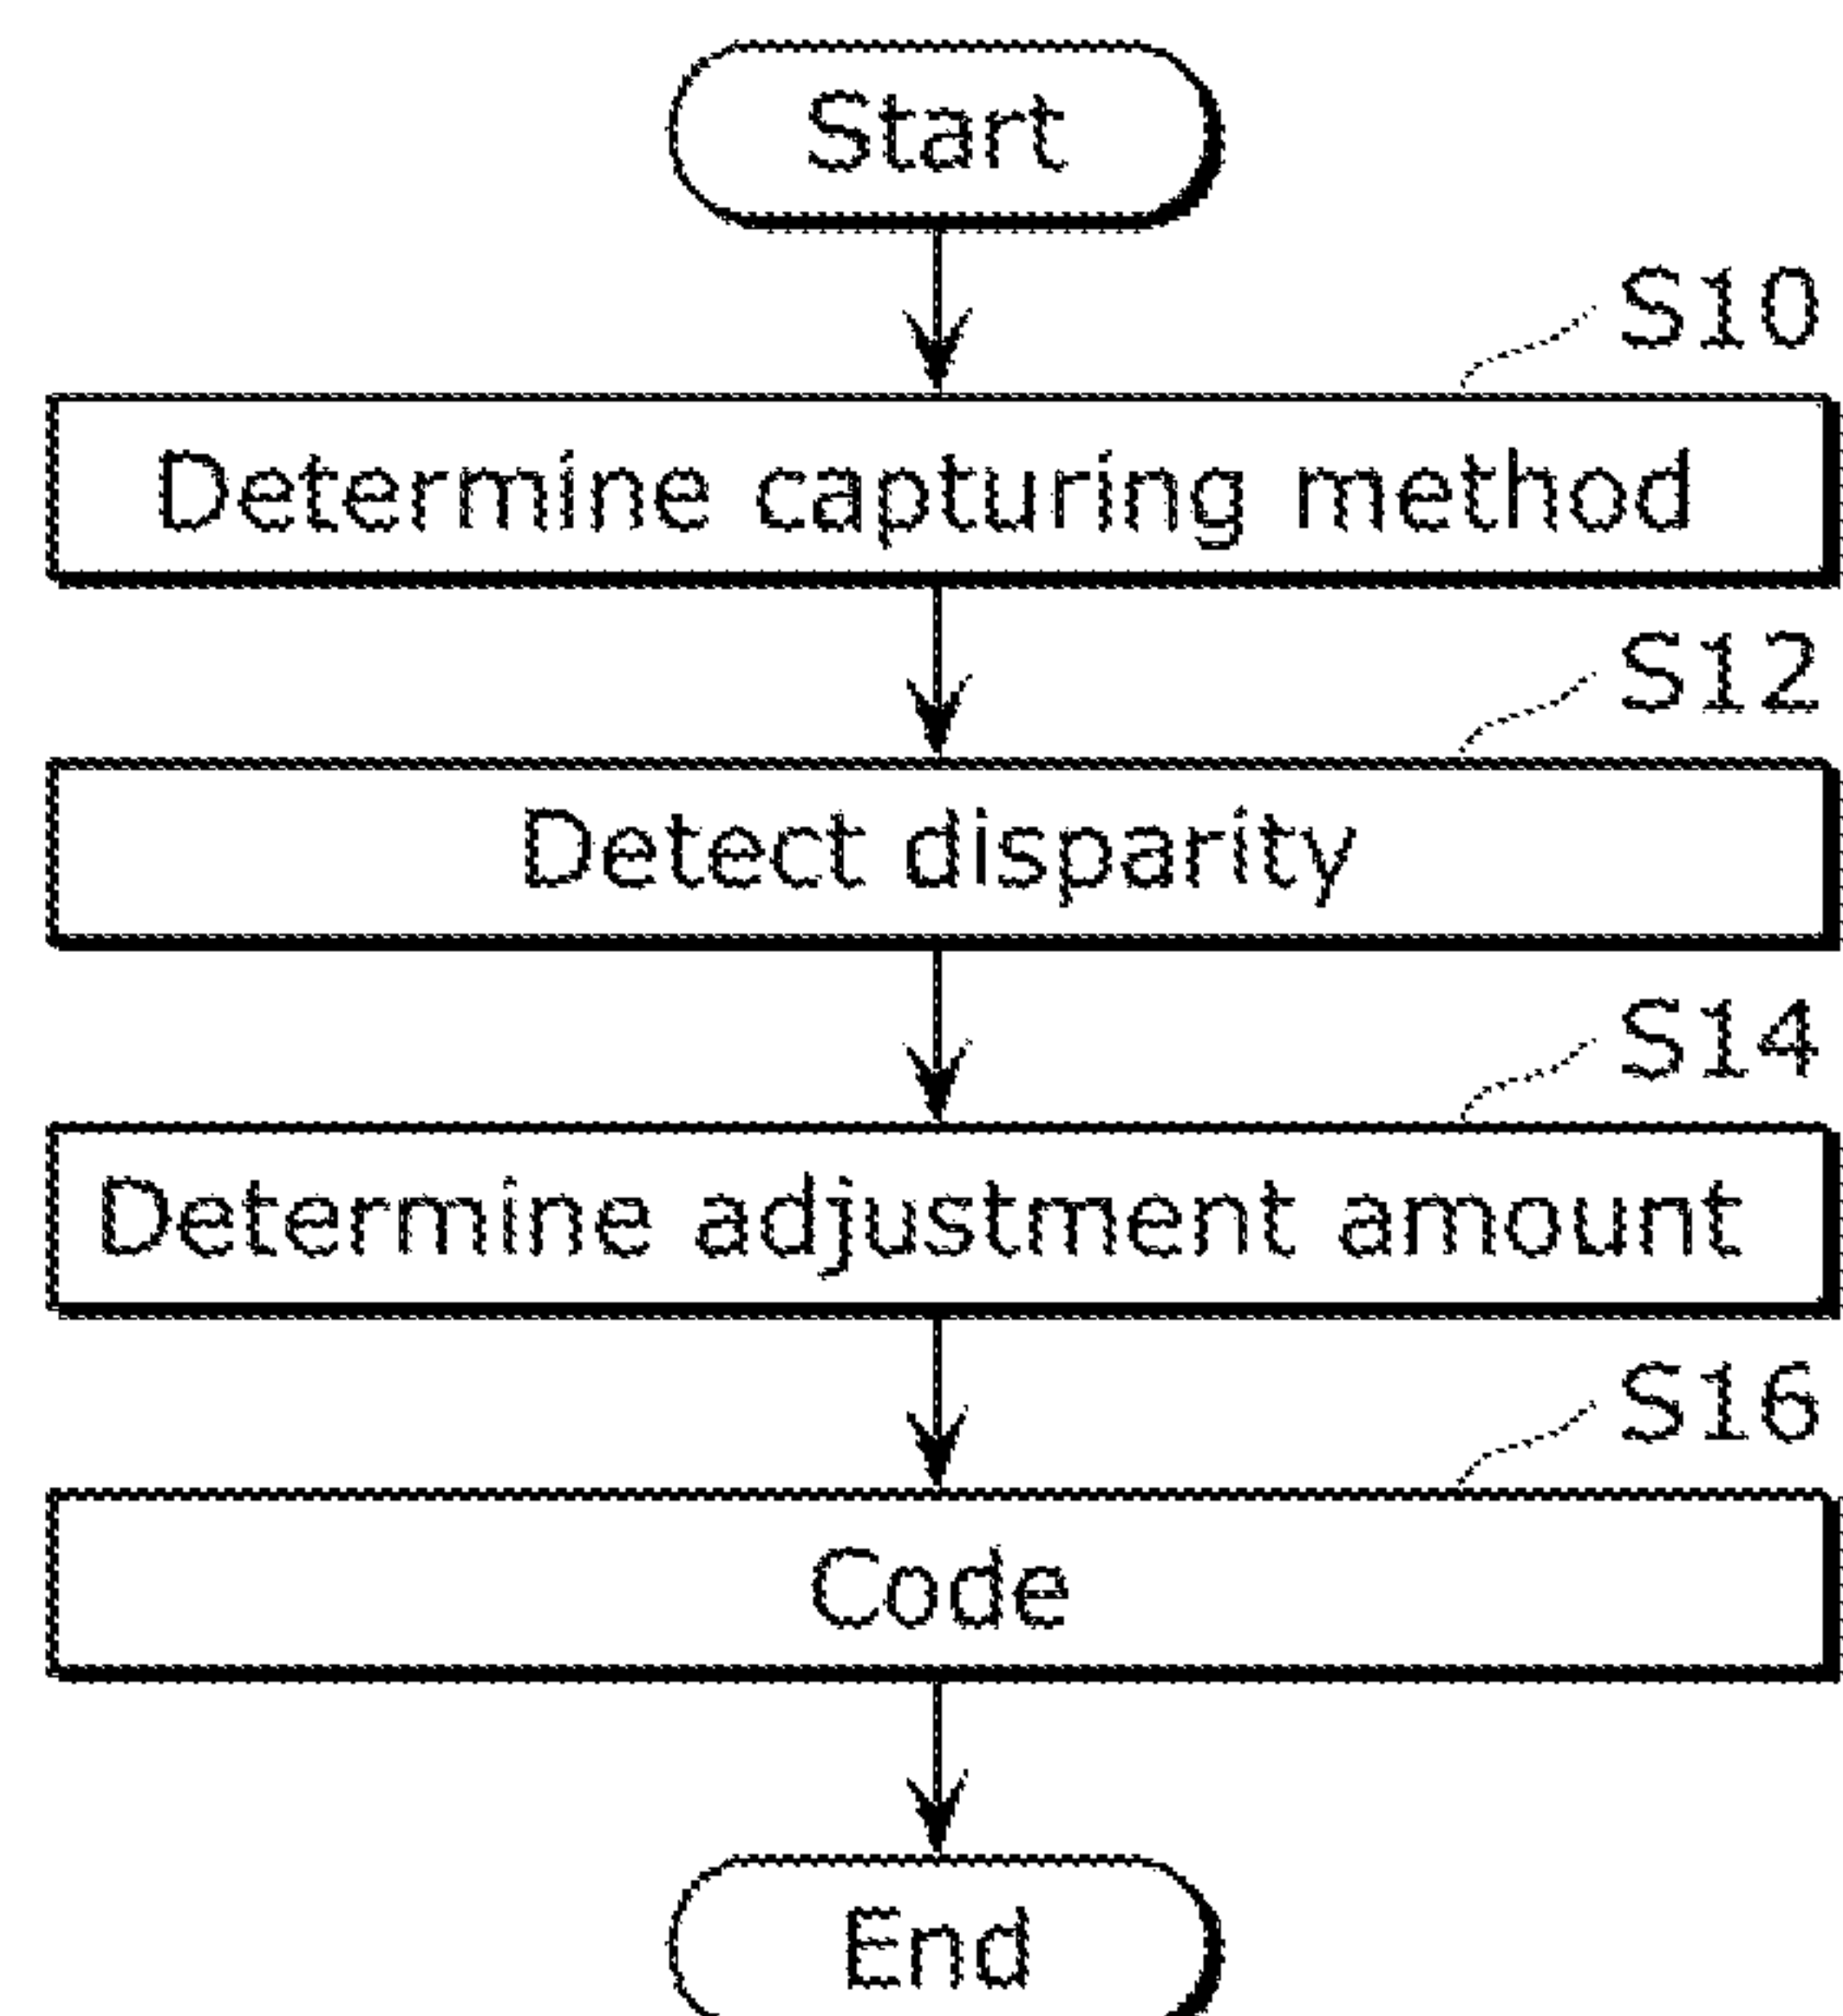 Start
S10
Determine capturing method
S12
Detect disparity
S14
Determine adjustment amount
S16
Code
End